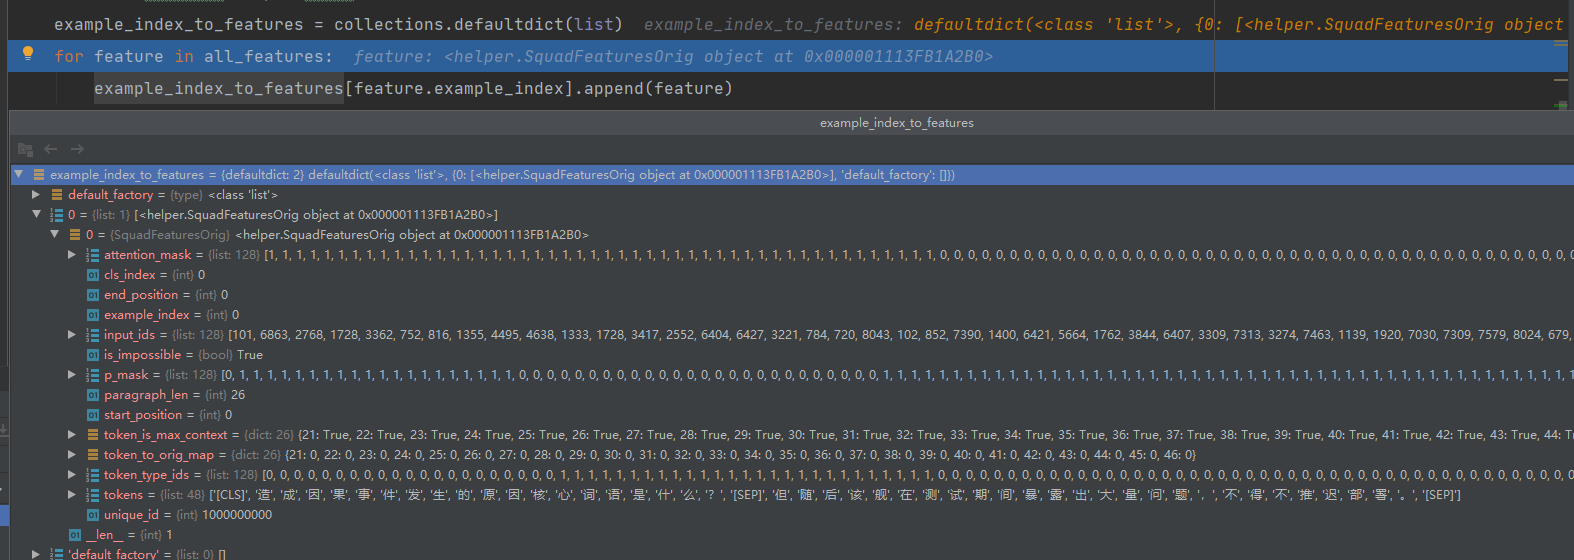 example_index_to_features = collections.defaultdict(list)  example_index_to_features: defaultdict(<class 'list'>, {0: [<helper.SquadFeaturesOrig object
for feature in all_features:  feature: <helper.SquadFeaturesOrig object at 0x000001113FB1A2B0>
example_index_to_features[feature.example_index].append(feature)
example_index_to_features
example_index_to_features = {defaultdict: 2} defaultdict(<class 'list'>, {0: [<helper.SquadFeaturesOrig object at 0x000001113FB1A2B0>], 'default_factory': []})
default_factory = {type} <class 'list'>
0 = {list: 1} [<helper.SquadFeaturesOrig object at 0x000001113FB1A2B0>]
0 = {SquadFeaturesOrig} <helper.SquadFeaturesOrig object at 0x000001113FB1A2B0>
attention_mask = {list: 128} [1, 1, 1, 1, 1, 1, 1, 1, 1, 1, 1, 1, 1, 1, 1, 1, 1, 1, 1, 1, 1, 1, 1, 1, 1, 1, 1, 1, 1, 1, 1, 1, 1, 1, 1, 1, 1, 1, 1, 1, 1, 1, 1, 1, 1, 1, 1, 1, 0, 0, 0, 0, 0, 0, 0, 0, 0, 0, 0, 0, 0, 0, 0, 0, 0, 0, 0, 0, 0, 0, 0, 0, 0, 0, 0, 0, 0, 0, 0, 0, 0, 0, 0, 0, 0, 0, 0, 0, 0, 0, 0, 0, 0
cls_index = {int} 0
end_position = {int} 0
example_index = {int} 0
input_ids = {list: 128} [101, 6863, 2768, 1728, 3362, 752, 816, 1355, 4495, 4638, 1333, 1728, 3417, 2552, 6404, 6427, 3221, 784, 720, 8043, 102, 852, 7390, 1400, 6421, 5664, 1762, 3844, 6407, 3309, 7313, 3274, 7463, 1139, 1920, 7030, 7309, 7579, 8024, 679,
is_impossible = {bool} True
p_mask = {list: 128} [0, 1, 1, 1, 1, 1, 1, 1, 1, 1, 1, 1, 1, 1, 1, 1, 1, 1, 1, 1, 1, 0, 0, 0, 0, 0, 0, 0, 0, 0, 0, 0, 0, 0, 0, 0, 0, 0, 0, 0, 0, 0, 0, 0, 0, 0, 0, 1, 1, 1, 1, 1, 1, 1, 1, 1, 1, 1, 1, 1, 1, 1, 1, 1, 1, 1, 1, 1, 1, 1, 1, 1, 1, 1, 1, 1, 1, 1, 1, 1, 1, 1, 1, 1, 1, 1, 1, 1, 1, 1, 1, 1, 1, 1, 1, 1
paragraph_len = {int} 26
start_position = {int} 0
token_is_max_context = {dict: 26} {21: True, 22: True, 23: True, 24: True, 25: True, 26: True, 27: True, 28: True, 29: True, 30: True, 31: True, 32: True, 33: True, 34: True, 35: True, 36: True, 37: True, 38: True, 39: True, 40: True, 41: True, 42: True, 43: True, 44: Tr
token_to_orig_map = {dict: 26} {21: 0, 22: 0, 23: 0, 24: 0, 25: 0, 26: 0, 27: 0, 28: 0, 29: 0, 30: 0, 31: 0, 32: 0, 33: 0, 34: 0, 35: 0, 36: 0, 37: 0, 38: 0, 39: 0, 40: 0, 41: 0, 42: 0, 43: 0, 44: 0, 45: 0, 46: 0}
token_type_ids = {list: 128} [0, 0, 0, 0, 0, 0, 0, 0, 0, 0, 0, 0, 0, 0, 0, 0, 0, 0, 0, 0, 0, 1, 1, 1, 1, 1, 1, 1, 1, 1, 1, 1, 1, 1, 1, 1, 1, 1, 1, 1, 1, 1, 1, 1, 1, 1, 1, 1, 0, 0, 0, 0, 0, 0, 0, 0, 0, 0, 0, 0, 0, 0, 0, 0, 0, 0, 0, 0, 0, 0, 0, 0, 0, 0, 0, 0, 0, 0, 0, 0, 0, 0, 0, 0, 0, 0, 0, 0, 0, 0, 0, 0, 0
tokens = {list: 48} ['[CLS]', '造', '成', '因', '果', '事', '件', '发', '生', '的', '原', '因', '核', '心', '词', '语', '是', '什', '么', '？', '[SEP]', '但', '随', '后', '该', '舰', '在', '测', '试', '期', '间', '暴', '露', '出', '大', '量', '问', '题', '，', '不', '得', '不', '推', '迟', '部', '署', '。', '[SEP]']
unique_id = {int} 1000000000
__len__ = {int} 1
'default_factory' = {list: 0} []